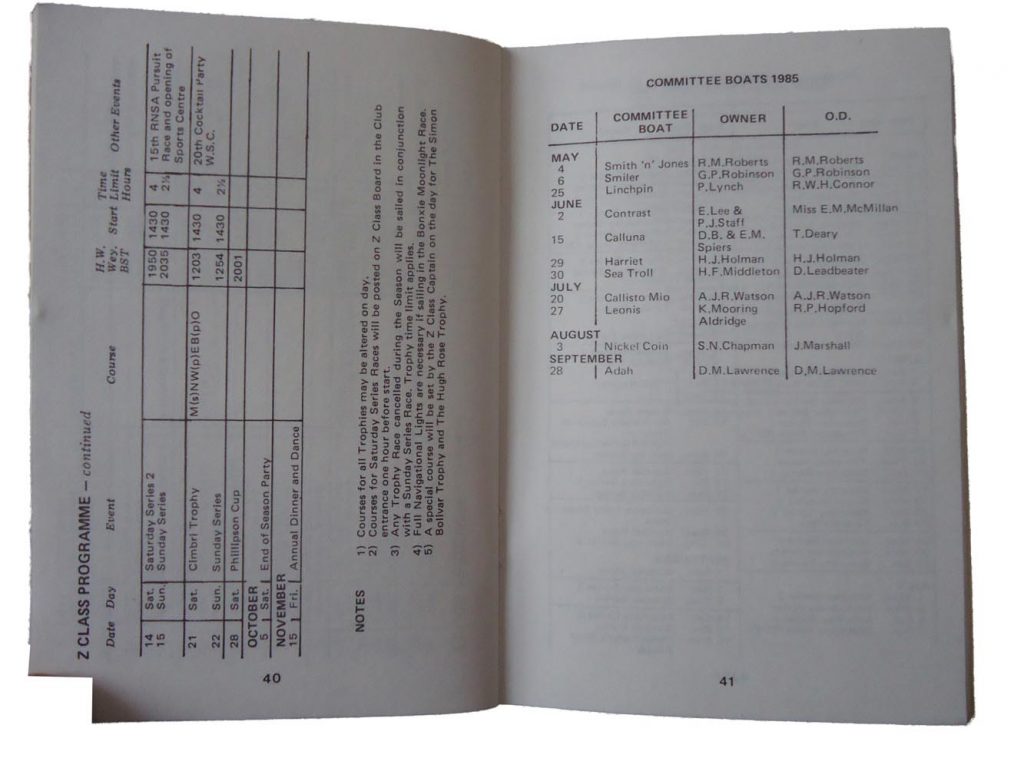 Z CLASS PROGRAMME — continued
Date Day Event Course H.W. Wey. BST Start Time Limit Hours Other Events
14 Sat. Saturday Series 2 1950 1430 4 15th RNSA Pursuit
15 Sun. Sunday Series 2035 1430 2½ Race and opening of
Sports Centre
21 Sat. Cimbri Trophy M(s)NW(p)EB(p)O 1203 1430 4 20th Cocktail Party
W.S.C.
22 Sun. Sunday Series 1254 1430 2½
28 Sat. Phillipson Cup 2001
OCTOBER
5 Sat. End of Season Party
NOVEMBER
15 Fri. Annual Dinner and Dance
NOTES 1) Courses for all Trophies may be altered on day.
2) Courses for Saturday Series Races will be posted on Z Class Board in the Club
entrance one hour before start.
3) Any Trophy Race cancelled during the Season will be sailed in conjunction
with a Sunday Series Race. Trophy time limit applies.
4) Full Navigational Lights are necessary if sailing in the Bonxie Moonlight Race.
5) A special course will be set by the Z Class Captain on the day for The Simon
Bolivar Trophy and The Hugh Rose Trophy.
40
COMMITTEE BOATS 1985
DATE COMMITTEE BOAT OWNER O.D.
MAY
4 Smith 'n' Jones R.M.Roberts R.M.Roberts
6 Smiler G.P.Robinson G.P.Robinson
25 Linchpin P.Lynch R.W.H.Connor
JUNE
2 Contrast E.Lee & Miss E.M.McMillan
P.J.Staff
15 Calluna D.B. & E.M. T.Deary
Spiers
29 Harriet H.J.Holman H.J.Holman
30 Sea Troll H.F.Middleton D.Leadbeater
JULY
20 Callisto Mio A.J.R.Watson A.J.R.Watson
27 Leonis K.Mooring R.P.Hopford
Aldridge
AUGUST
3 Nickel Coin S.N.Chapman J.Marshall
SEPTEMBER
28 Adah D.M.Lawrence D.M.Lawrence
41